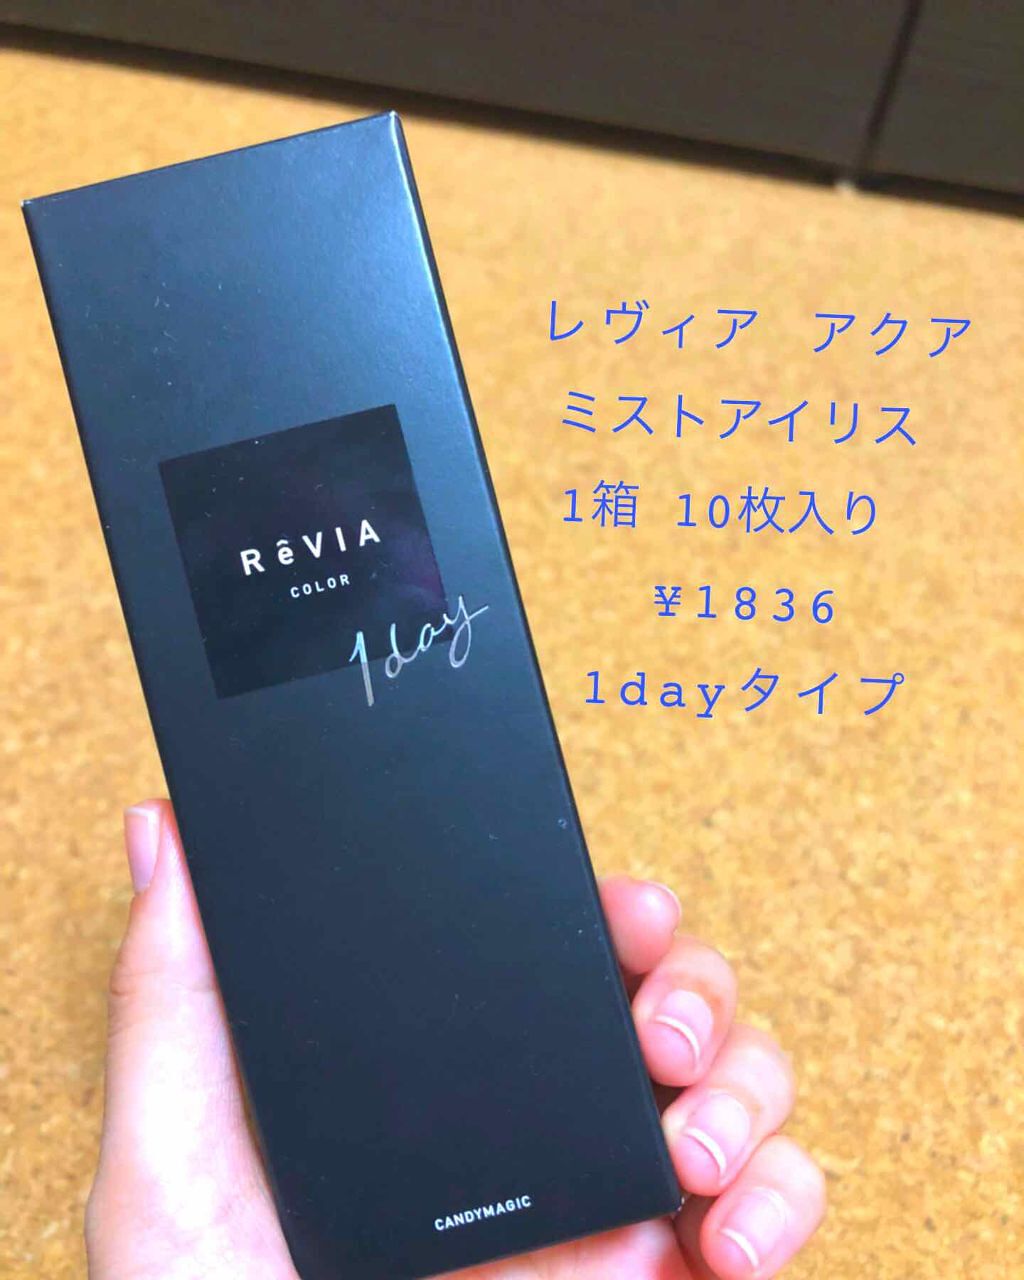 レヴィア アクア
ミストアイリス
1箱 10枚入り
¥1836
1dayタイプ
RêVIA
COLOR
1day
CANDYMAGIC